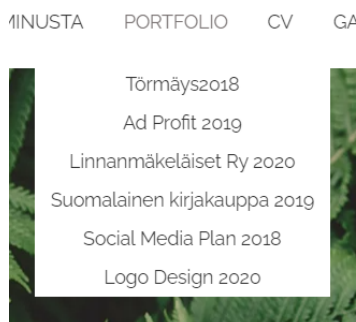 MINUSTA PORTFOLIO CV GA
Törmäys2018
Ad Profit 2019
Linnanmäkeläiset Ry 2020
Suomalainen kirjakauppa 2019
Social Media Plan 2018
Logo Design 2020